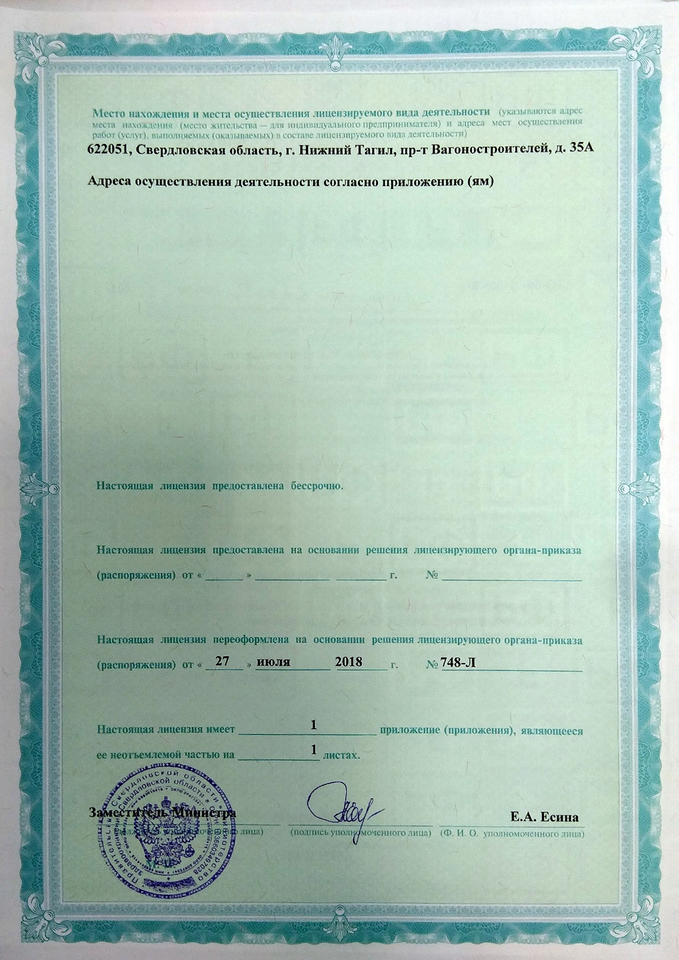 Место нахождения и места осуществления лицензируемого вида деятельности (указываются адрес
места нахождения (место жительства — для индивидуального предпринимателя) и адреса мест осуществления
работ (услуг), выполняемых (оказываемых) в составе лицензируемого вида деятельности)
622051, Свердловская область, г. Нижний Тагил, пр-т Вагоностроителей, д. 35А
Адреса осуществления деятельности согласно приложению (ям)
Настоящая лицензия предоставлена бессрочно.
Настоящая лицензия предоставлена на основании решения лицензирующего органа-приказа
(распоряжения) от « » г. №
Настоящая лицензия переоформлена на основании решения лицензирующего органа-приказа
(распоряжения) от « 27 » июля 2018 г. № 748-Л
Настоящая лицензия имеет 1 приложение (приложения), являющееся
ее неотъемлемой частью на 1 листах.
Заместитель Министра Е.А. Есина
(подпись уполномоченного лица) (Ф. И. О. уполномоченного лица)